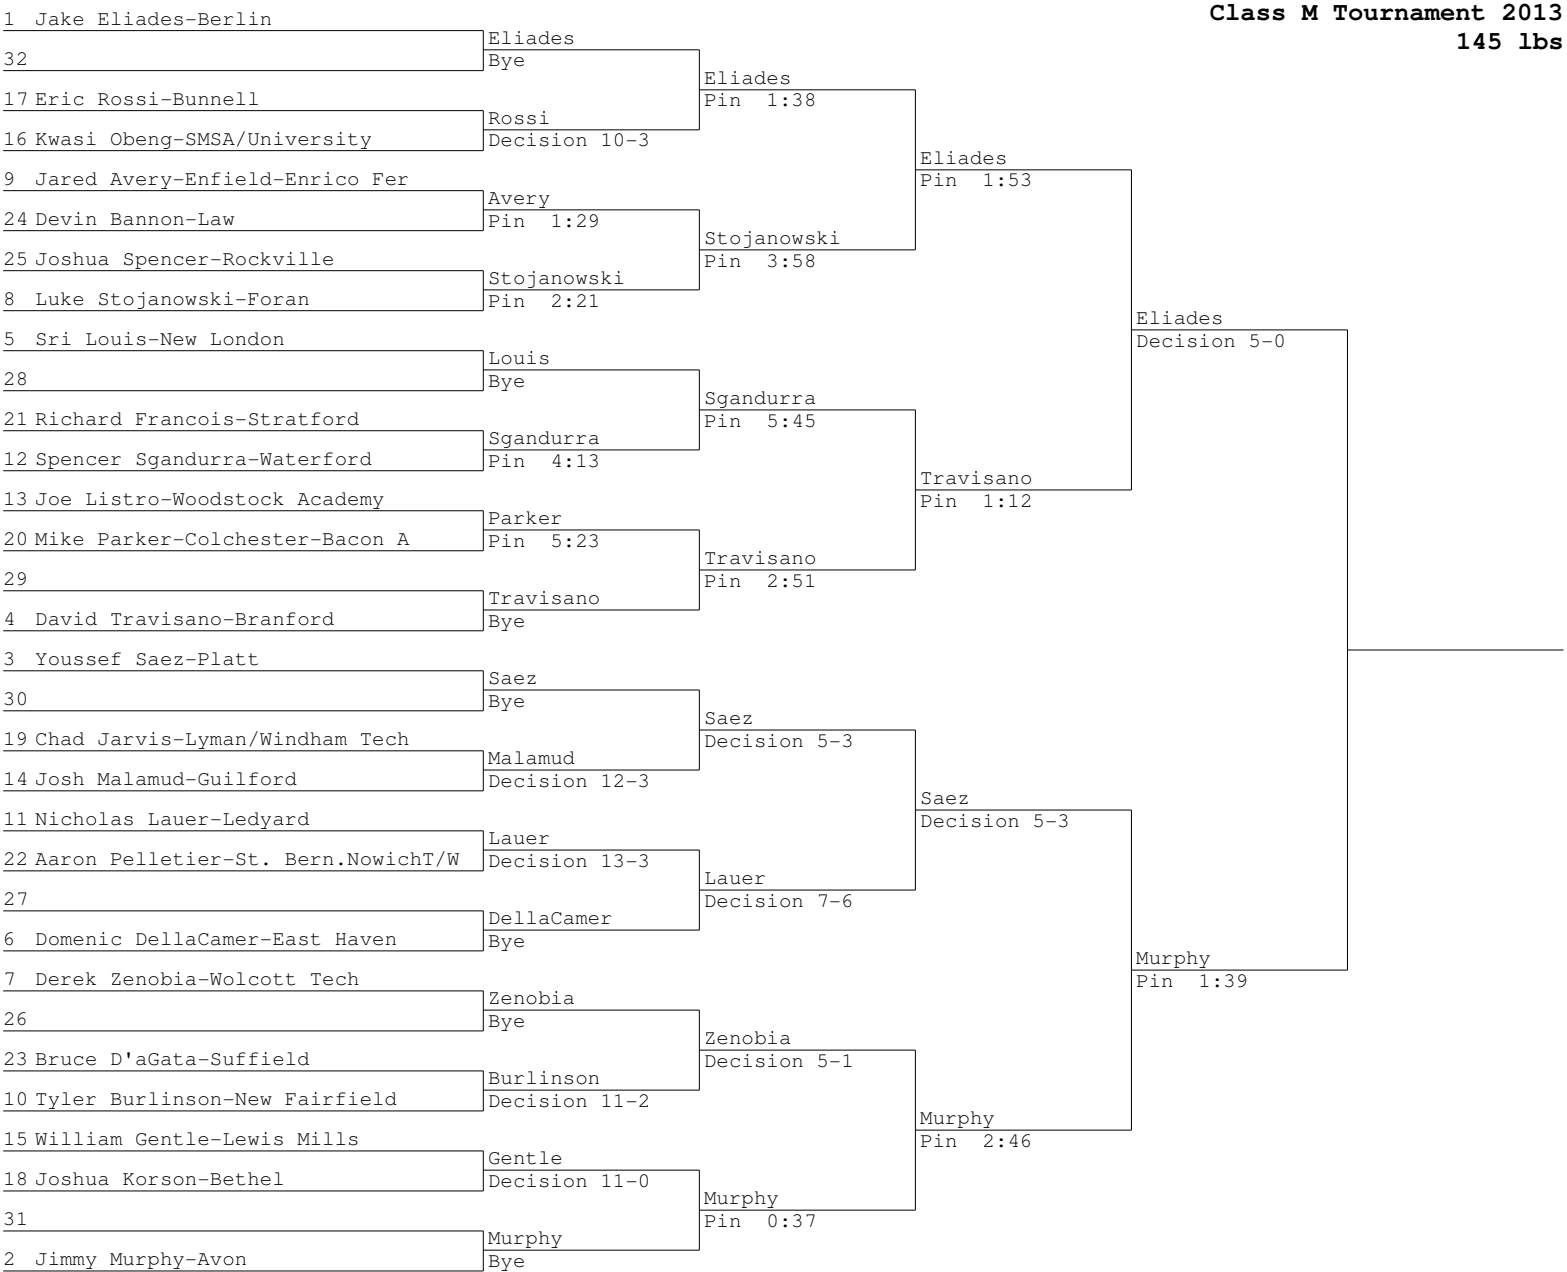 Class M Tournament 2013
145 lbs
1 Jake Eliades-Berlin
32
17 Eric Rossi-Bunnell
16 Kwasi Obeng-SMSA/University
9 Jared Avery-Enfield-Enrico Fer
24 Devin Bannon-Law
25 Joshua Spencer-Rockville
8 Luke Stojanowski-Foran
5 Sri Louis-New London
28
21 Richard Francois-Stratford
12 Spencer Sgandurra-Waterford
13 Joe Listro-Woodstock Academy
20 Mike Parker-Colchester-Bacon A
29
4 David Travisano-Branford
3 Youssef Saez-Platt
30
19 Chad Jarvis-Lyman/Windham Tech
14 Josh Malamud-Guilford
11 Nicholas Lauer-Ledyard
22 Aaron Pelletier-St. Bern.NowichT/W
27
6 Domenic DellaCamer-East Haven
7 Derek Zenobia-Wolcott Tech
26
23 Bruce D'aGata-Suffield
10 Tyler Burlinson-New Fairfield
15 William Gentle-Lewis Mills
18 Joshua Korson-Bethel
31
2 Jimmy Murphy-Avon
Eliades
Bye
Rossi
Decision 10-3
Avery
Pin 1:29
Stojanowski
Pin 2:21
Louis
Bye
Sgandurra
Pin 4:13
Parker
Pin 5:23
Travisano
Bye
Saez
Bye
Malamud
Decision 12-3
Lauer
Decision 13-3
DellaCamer
Bye
Zenobia
Bye
Burlinson
Decision 11-2
Gentle
Decision 11-0
Murphy
Bye
Eliades
Pin 1:38
Stojanowski
Pin 3:58
Sgandurra
Pin 5:45
Travisano
Pin 2:51
Saez
Decision 5-3
Lauer
Decision 7-6
Zenobia
Decision 5-1
Murphy
Pin 0:37
Eliades
Pin 1:53
Travisano
Pin 1:12
Saez
Decision 5-3
Murphy
Pin 2:46
Eliades
Decision 5-0
Murphy
Pin 1:39